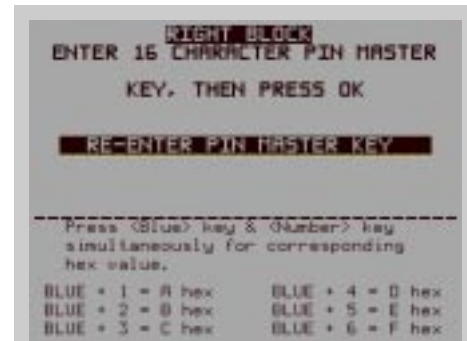 RIGHT BLOCK
ENTER 16 CHARACTER PIN MASTER
KEY, THEN PRESS OK
RE-ENTER PIN MASTER KEY
Press <Blue> key & <Number> key
simultaneously for corresponding
hex value.
BLUE + 1 = A hex BLUE + 4 = D hex
BLUE + 2 = B hex BLUE + 5 = E hex
BLUE + 3 = C hex BLUE + 6 = F hex